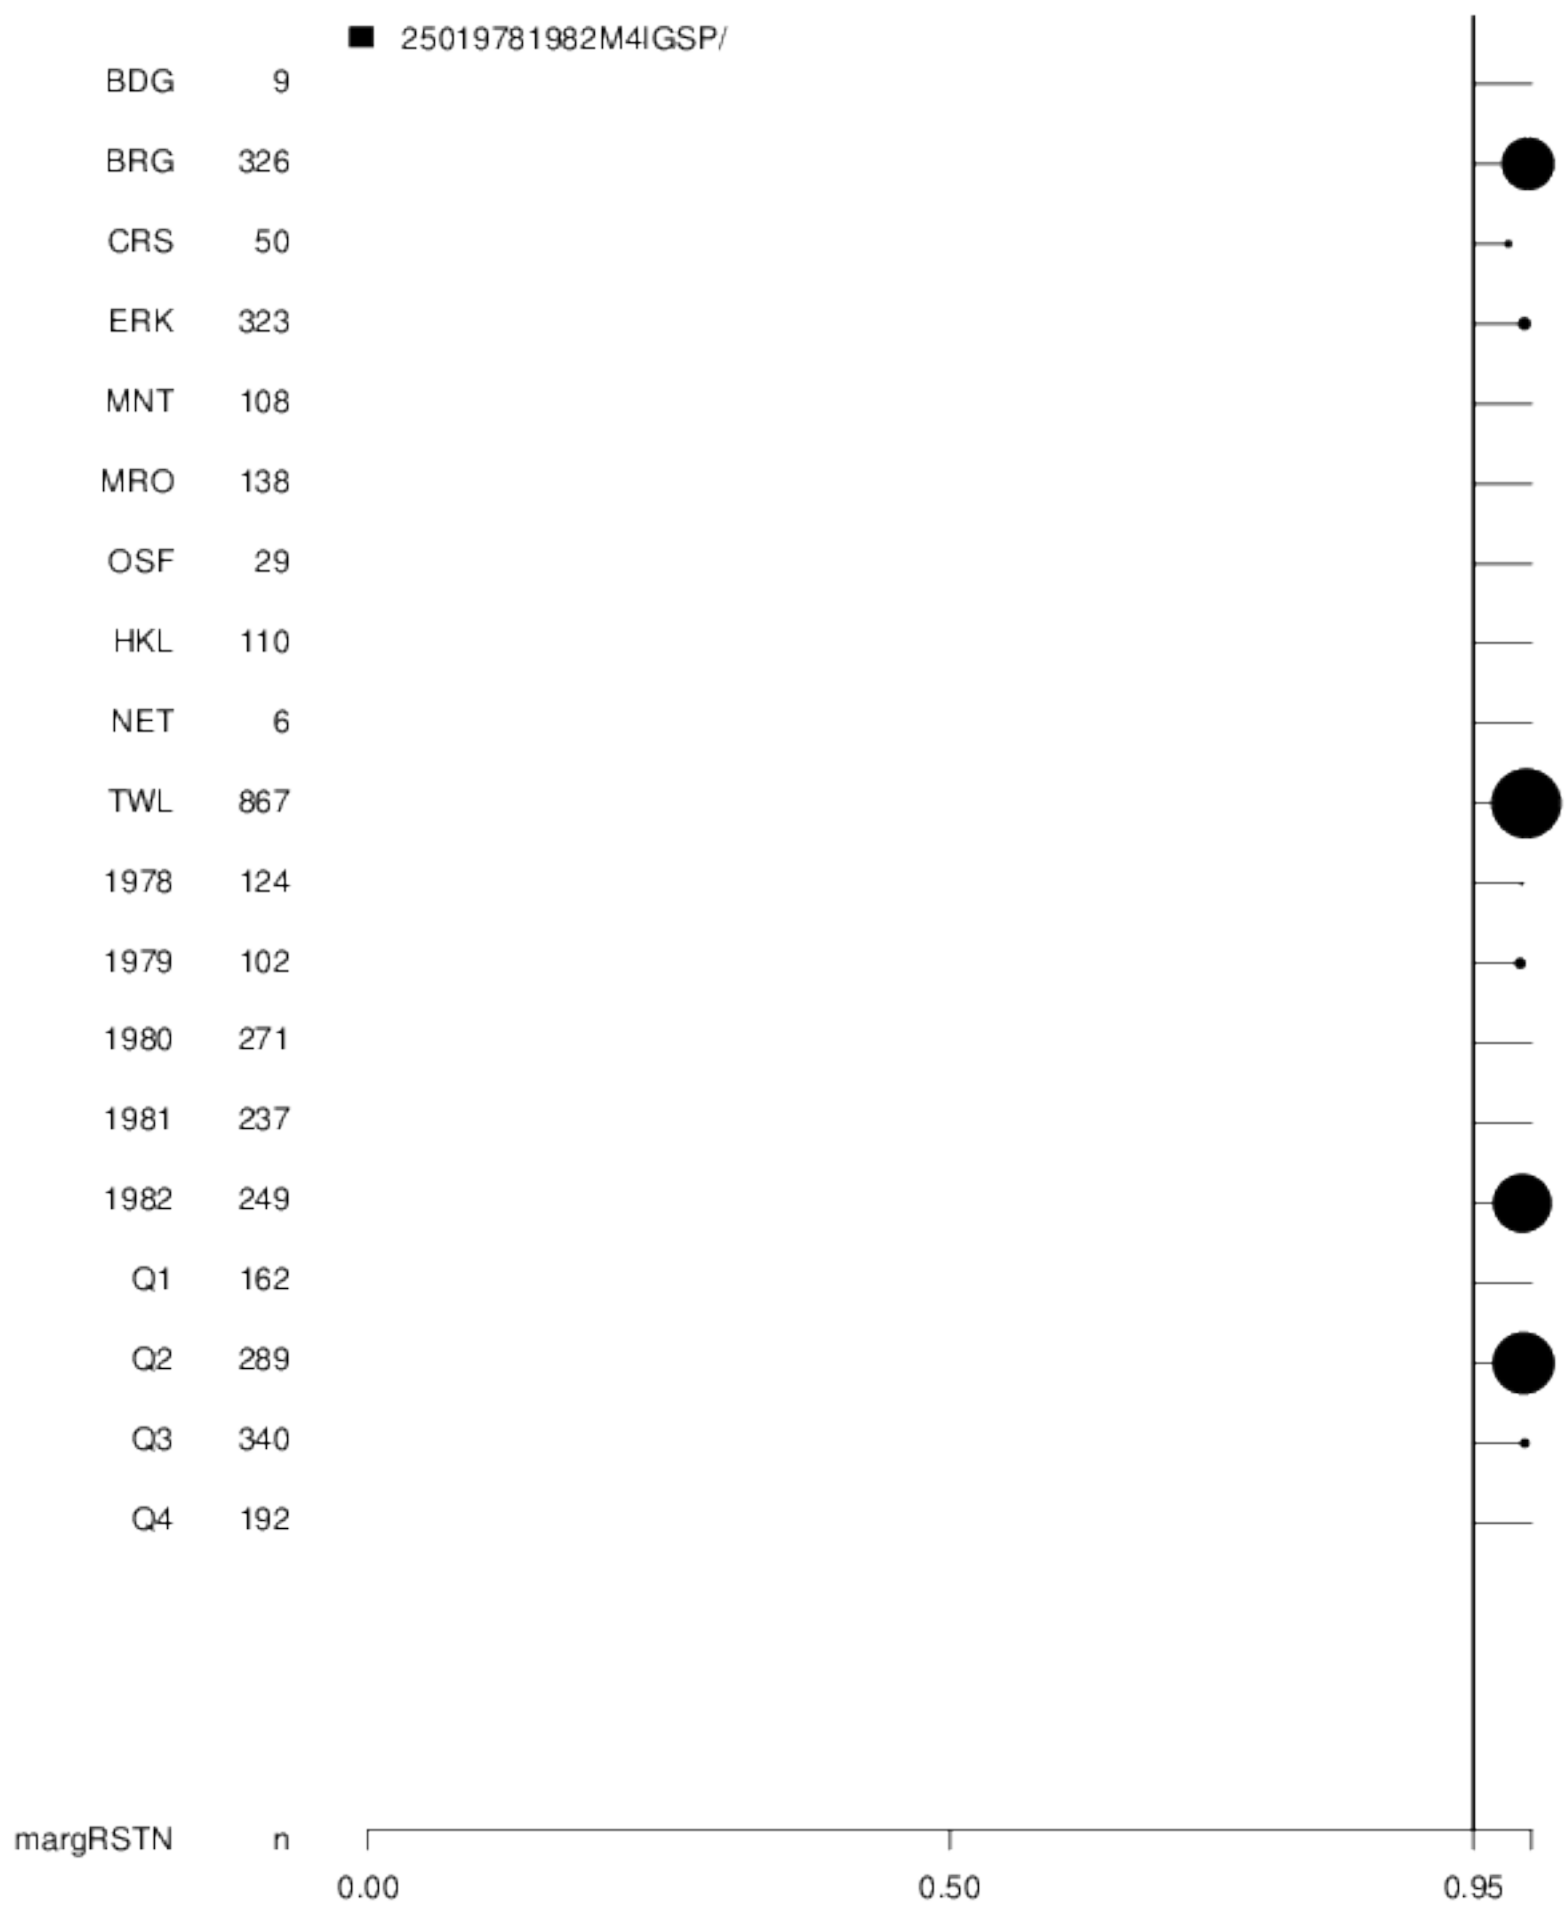 25019781982M4IGSP/
BDG 9
BRG 326
CRS 50
ERK 323
MNT 108
MRO 138
OSF 29
HKL 110
NET 6
TWL 867
1978 124
1979 102
1980 271
1981 237
1982 249
Q1 162
Q2 289
Q3 340
Q4 192
margRSTN n
0.00 0.50 0.95